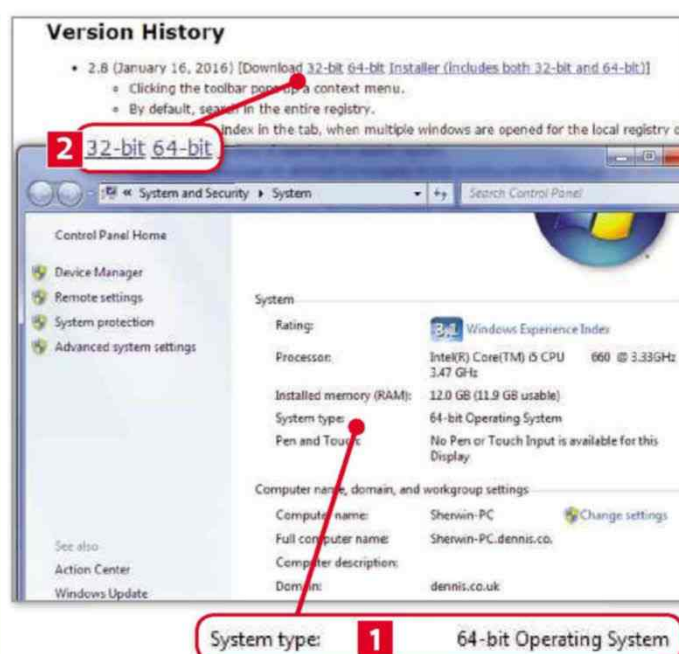 Version History
2.8 (January 16, 2016) [Download 32-bit 64-bit Installer (includes both 32-bit and 64-bit)]
Clicking the toolbar pops up a context menu.
By default, search in the entire registry.
index in the tab, when multiple windows are opened for the local registry
2 32-bit 64-bit
« System and Security ▸ System
Search Control Panel
Control Panel Home
Device Manager
Remote settings
System protection
Advanced system settings
See also
Action Center
Windows Update
System
Rating: 3.1 Windows Experience Index
Processor: Intel(R) Core(TM) i5 CPU 660 @ 3.33GHz
3.47 GHz
Installed memory (RAM): 12.0 GB (11.9 GB usable)
System type: 64-bit Operating System
Pen and Touch: No Pen or Touch Input is available for this
Display
Computer name, domain, and workgroup settings
Computer name: Sherwin-PC Change settings
Full computer name: Sherwin-PC.dennis.co.
Computer description:
Domain: dennis.co.uk
System type: 1 64-bit Operating System